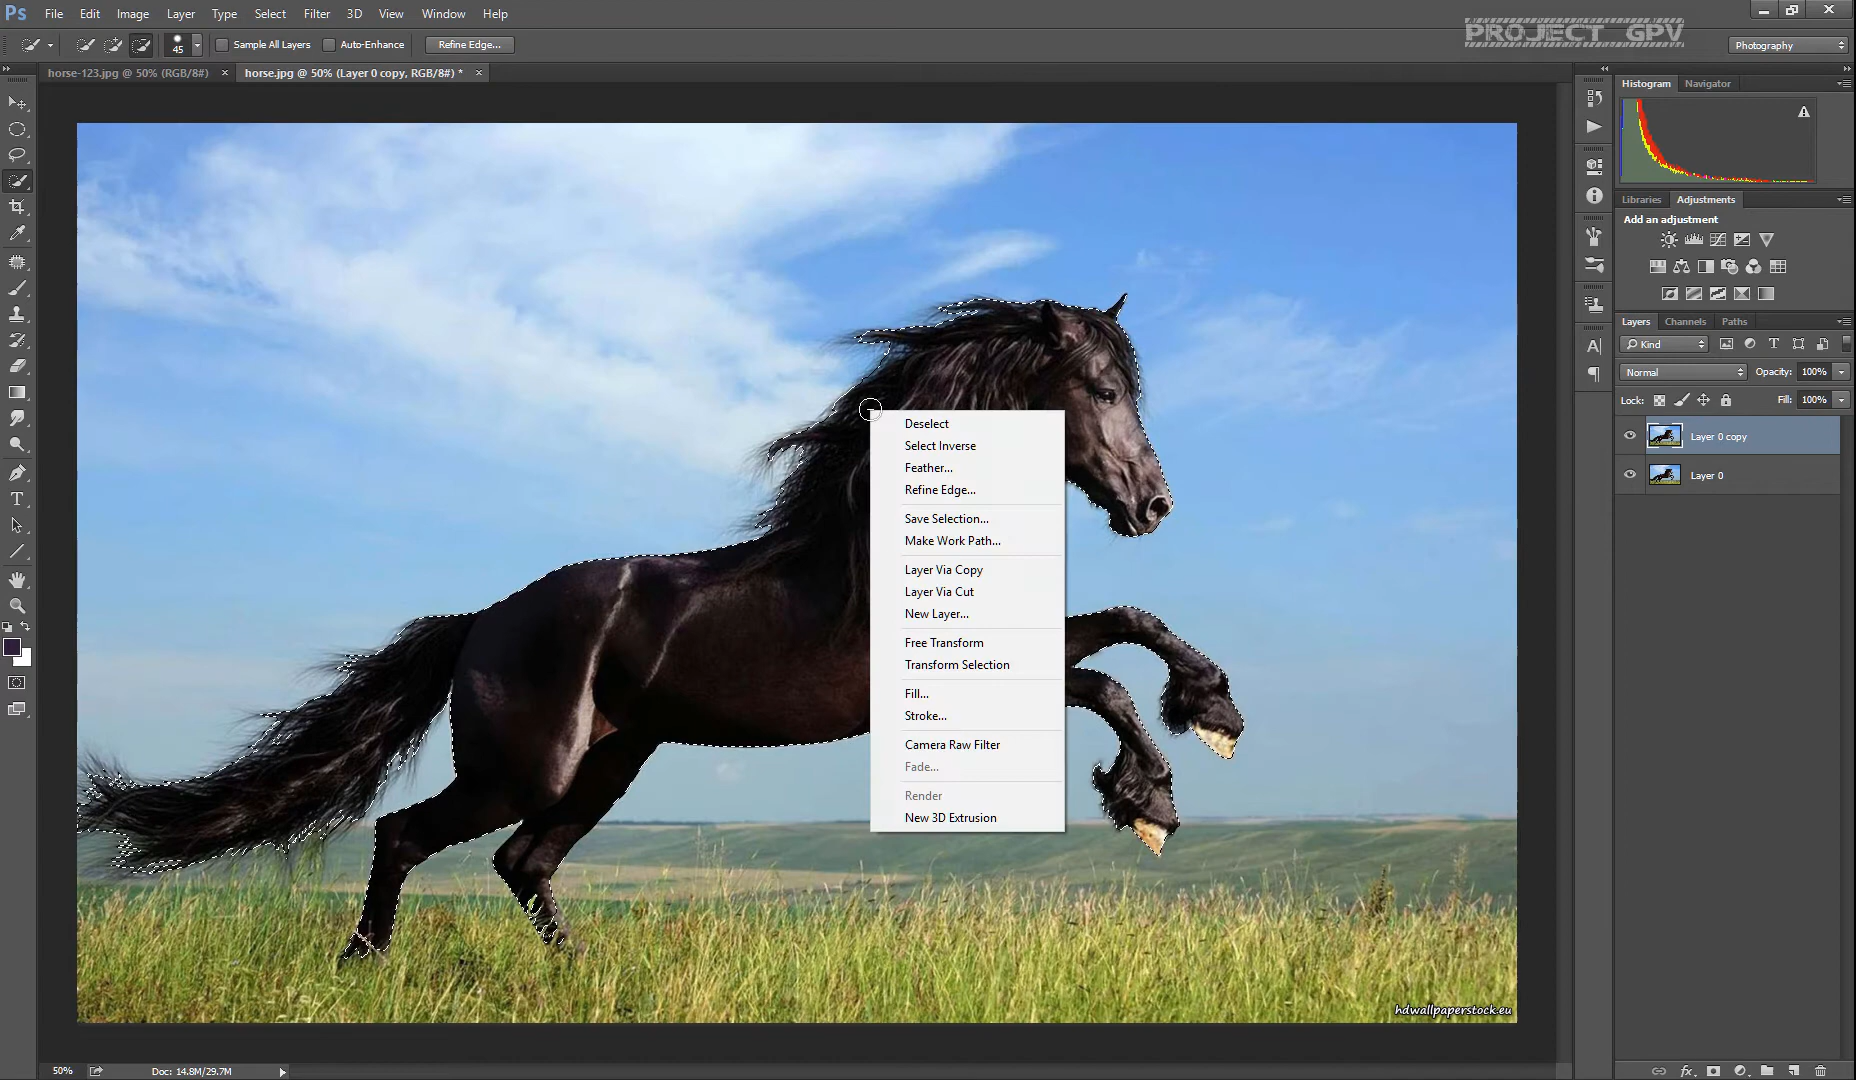 Ps File Edit Image Layer Type Select Filter 3D View Window Help
PROJECT GPV
45 Sample All Layers Auto-Enhance Refine Edge... Photography
horse-123.jpg @ 50% (RGB/8#) × horse.jpg @ 50% (Layer 0 copy, RGB/8#) * ×
Histogram Navigator
Libraries Adjustments
Add an adjustment
Layers Channels Paths
Kind
Normal Opacity: 100%
Lock: Fill: 100%
Layer 0 copy
Layer 0
Deselect
Select Inverse
Feather...
Refine Edge...
Save Selection...
Make Work Path...
Layer Via Copy
Layer Via Cut
New Layer...
Free Transform
Transform Selection
Fill...
Stroke...
Camera Raw Filter
Fade...
Render
New 3D Extrusion
hdwallpaperstock.eu
50% Doc: 14.8M/29.7M